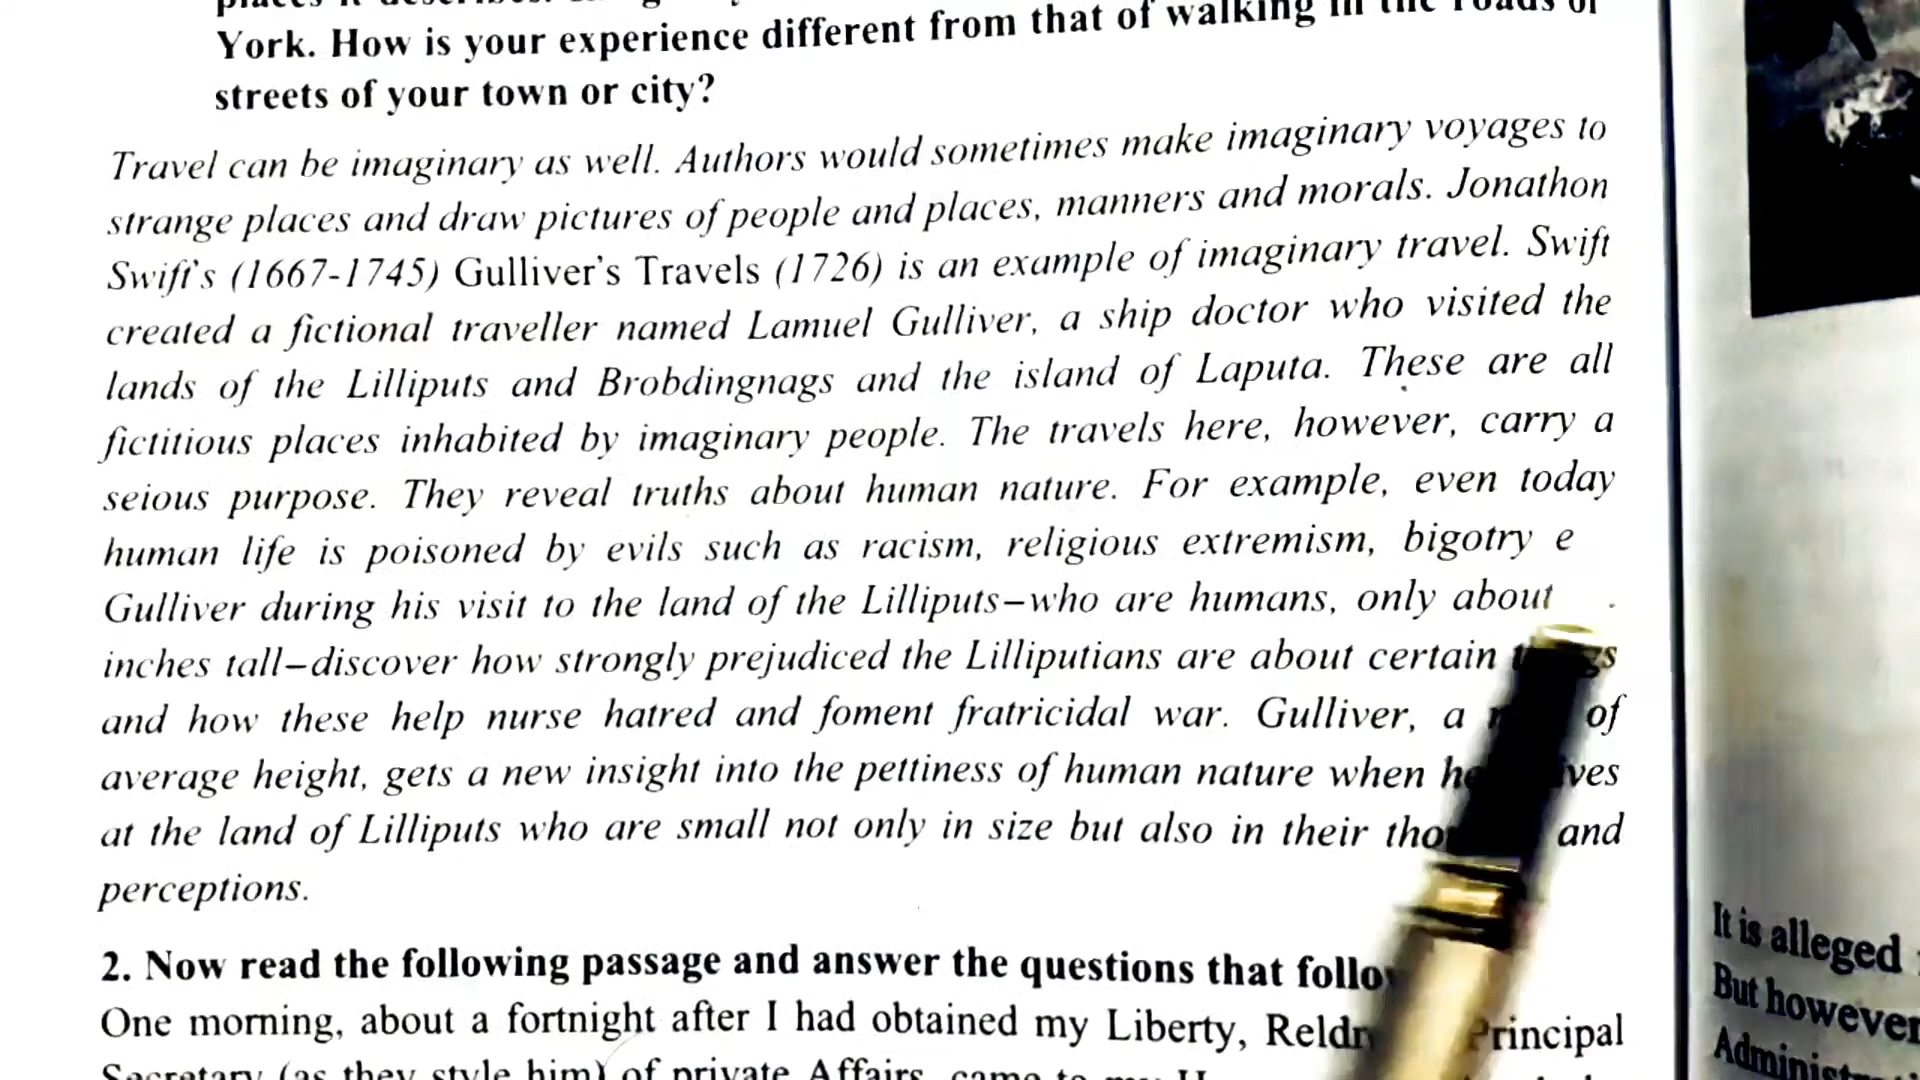 York. How is your experience different from that of walking in the roads or
streets of your town or city?
Travel can be imaginary as well. Authors would sometimes make imaginary voyages to
strange places and draw pictures of people and places, manners and morals. Jonathon
Swift's (1667-1745) Gulliver's Travels (1726) is an example of imaginary travel. Swift
created a fictional traveller named Lamuel Gulliver, a ship doctor who visited the
lands of the Lilliputs and Brobdingnags and the island of Laputa. These are all
fictitious places inhabited by imaginary people. The travels here, however, carry a
seious purpose. They reveal truths about human nature. For example, even today
human life is poisoned by evils such as racism, religious extremism, bigotry e
Gulliver during his visit to the land of the Lilliputs–who are humans, only about
inches tall–discover how strongly prejudiced the Lilliputians are about certain
and how these help nurse hatred and foment fratricidal war. Gulliver, a of
average height, gets a new insight into the pettiness of human nature when he
at the land of Lilliputs who are small not only in size but also in their and
perceptions.
2. Now read the following passage and answer the questions that
One morning, about a fortnight after I had obtained my Liberty, Principal
Secretary (as they style him) of private Affairs, came to my
It is alleged
But however